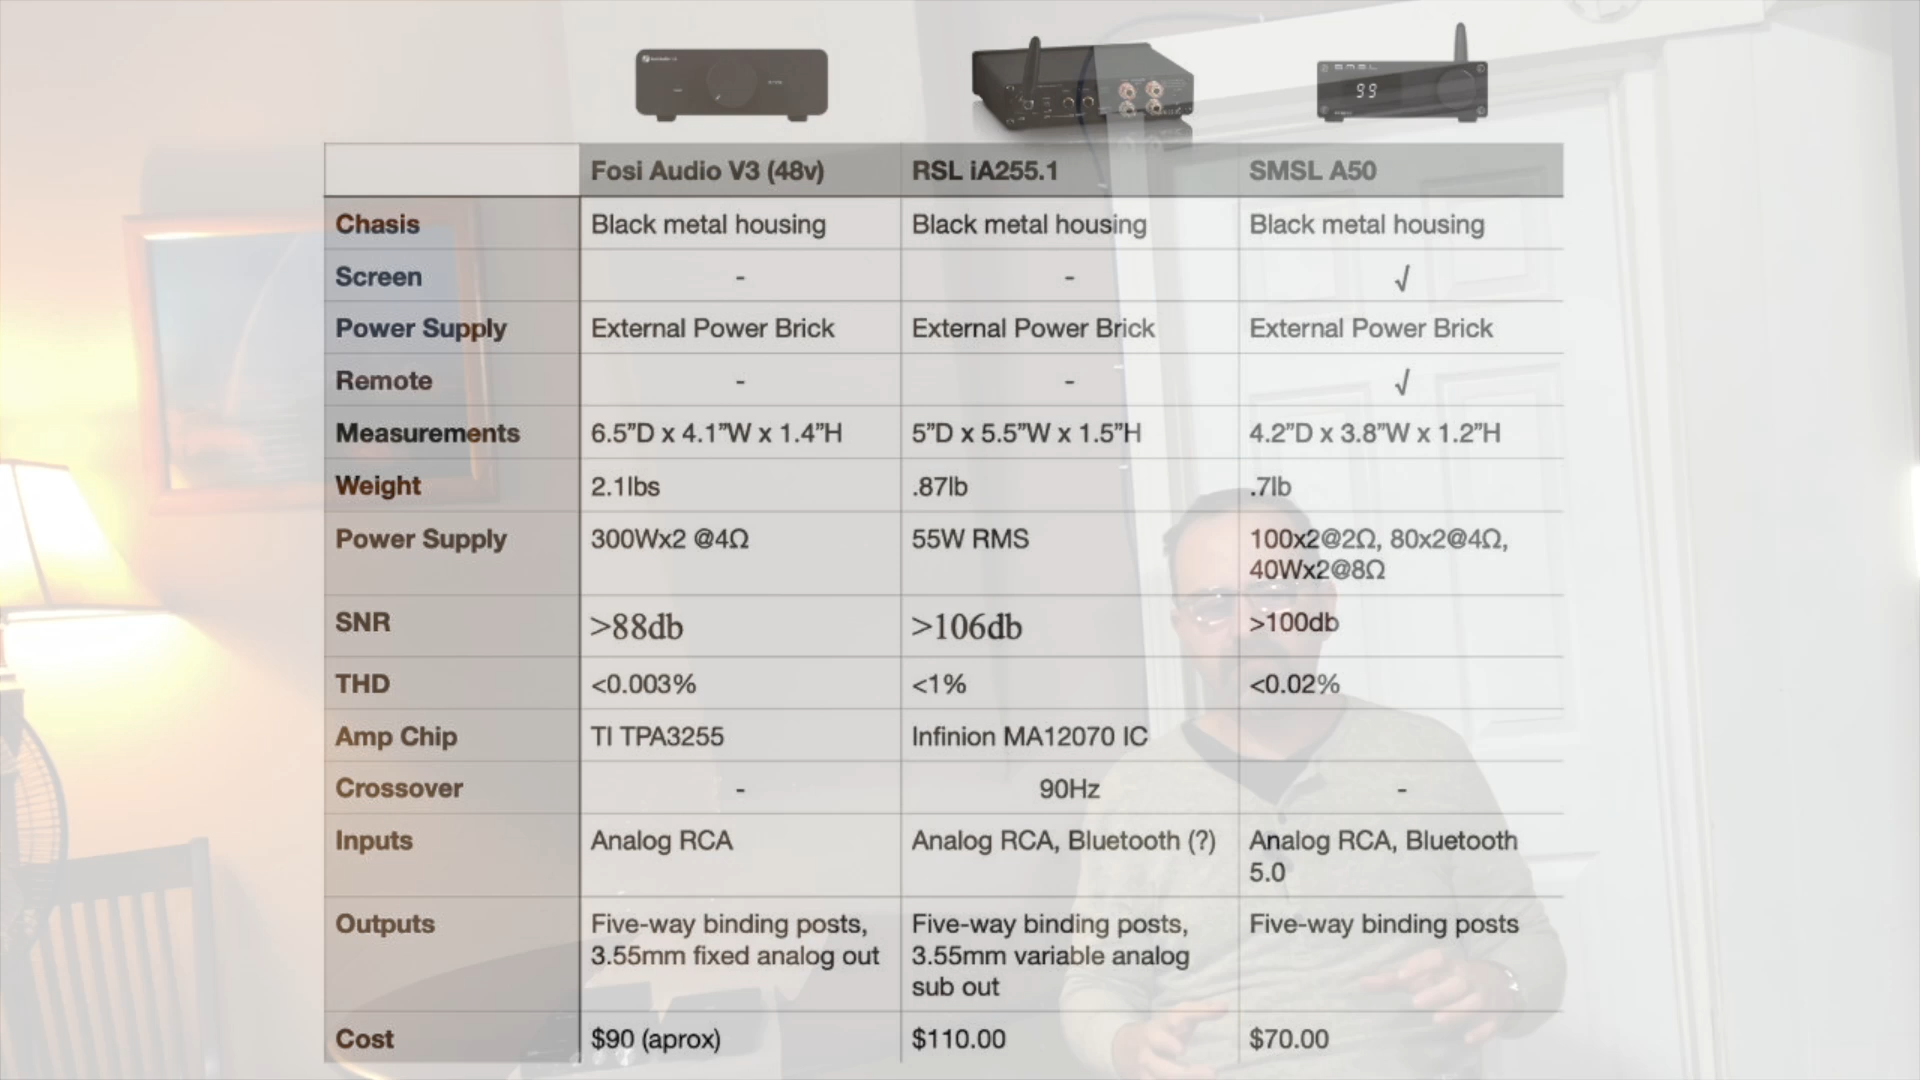 99
Fosi Audio V3 (48v) RSL iA255.1 SMSL A50
Chasis Black metal housing Black metal housing Black metal housing
Screen - - √
Power Supply External Power Brick External Power Brick External Power Brick
Remote - - √
Measurements 6.5”D x 4.1”W x 1.4”H 5”D x 5.5”W x 1.5”H 4.2”D x 3.8”W x 1.2”H
Weight 2.1lbs .87lb .7lb
Power Supply 300Wx2 @4Ω 55W RMS 100x2@2Ω, 80x2@4Ω,
40Wx2@8Ω
SNR >88db >106db >100db
THD <0.003% <1% <0.02%
Amp Chip TI TPA3255 Infinion MA12070 IC
Crossover - 90Hz -
Inputs Analog RCA Analog RCA, Bluetooth (?) Analog RCA, Bluetooth
5.0
Outputs Five-way binding posts, Five-way binding posts, Five-way binding posts
3.55mm fixed analog out 3.55mm variable analog
sub out
Cost $90 (aprox) $110.00 $70.00